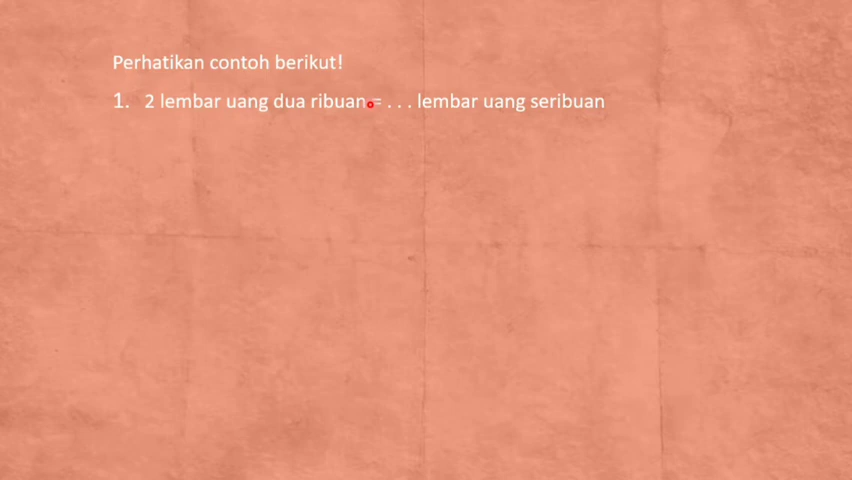 Perhatikan contoh berikut!
1. 2 lembar uang dua ribuan = . . . lembar uang seribuan